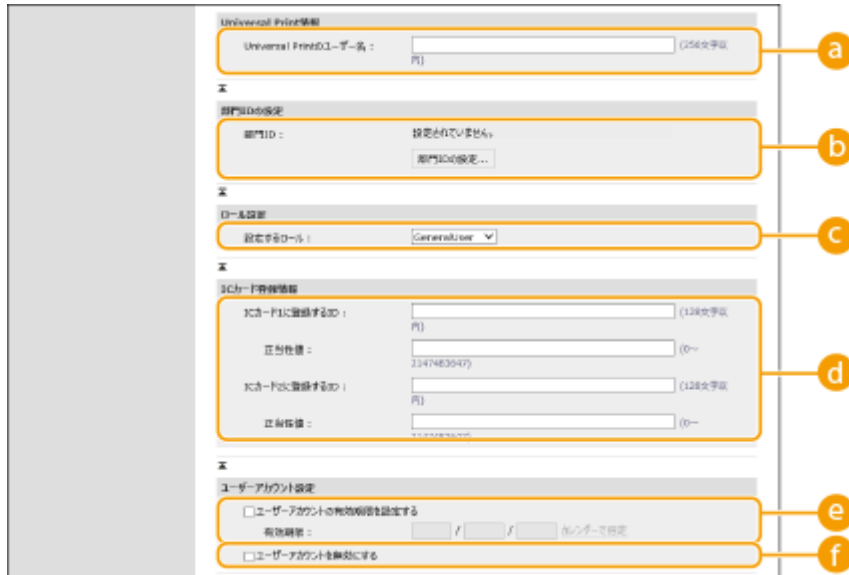 Universal Print情報
Universal Printのユーザー名： (256文字以
内)
a
部門IDの設定
部門ID： 設定されていません。
部門IDの設定...
b
ロール設定
設定するロール： GeneralUser
c
ICカード登録情報
ICカード1に登録するID： (128文字以
内)
正当性値： (0～
2147483647)
ICカード2に登録するID： (128文字以
内)
正当性値： (0～
2147483647)
d
ユーザーアカウント設定
ユーザーアカウントの有効期限を設定する
有効期限： / / カレンダーで指定
e
ユーザーアカウントを無効にする
f